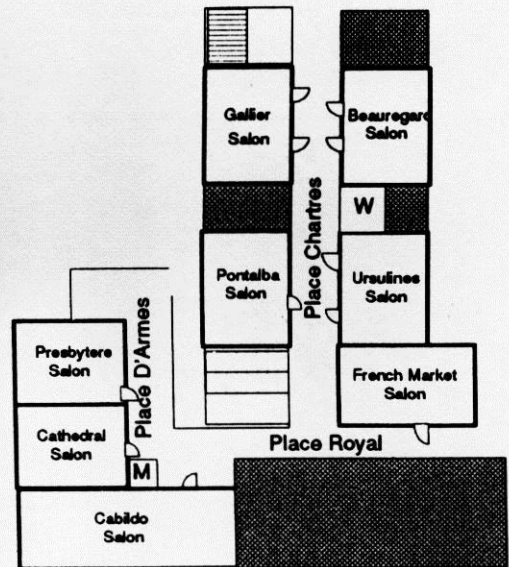 Gallier
Salon
Beauregard
Salon
Place Chartres
W
Pontalba
Salon
Ursulines
Salon
Place D'Armes
Presbytere
Salon
French Market
Salon
Cathedral
Salon
Place Royal
M
Cabildo
Salon